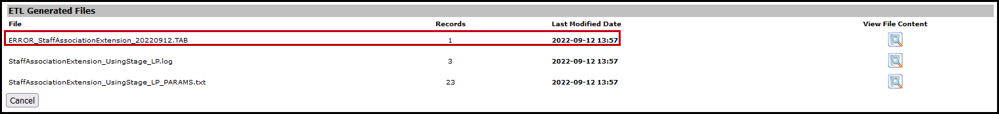 ETL Generated Files
File Records Last Modified Date View File Content
ERROR_StaffAssociationExtension_20220912.TAB 1 2022-09-12 13:57
StaffAssociationExtension_UsingStage_LP.log 3 2022-09-12 13:57
StaffAssociationExtension_UsingStage_LP_PARAMS.txt 23 2022-09-12 13:57
Cancel